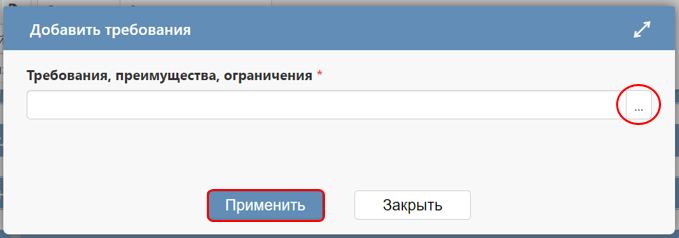 Добавить требования
Требования, преимущества, ограничения *
...
Применить Закрыть